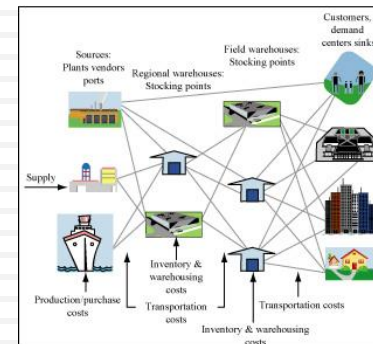 Customers,
demand
centers sinks
Field warehouses:
Stocking points
Sources:
Plants vendors
ports
Regional warehouses:
Stocking points
Supply
Inventory &
warehousing
costs
Production/purchase
costs
Transportation
costs
Transportation costs
Inventory & warehousing
costs